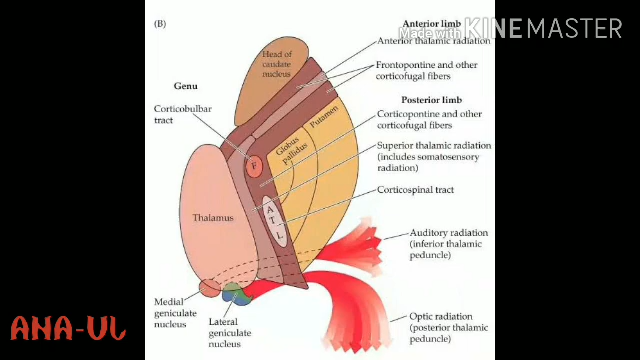 (B)
Anterior limb
Made with KINEMASTER
Anterior thalamic radiation
Head of
caudate
nucleus
Frontopontine and other
corticofugal fibers
Genu
Posterior limb
Corticobulbar
tract
Corticopontine and other
corticofugal fibers
Putamen
Globus
pallidus
F
Superior thalamic radiation
(includes somatosensory
radiation)
Corticospinal tract
A
T
L
Thalamus
Auditory radiation
(inferior thalamic
peduncle)
Medial
geniculate
nucleus
Lateral
geniculate
nucleus
Optic radiation
(posterior thalamic
peduncle)
ANA-UL